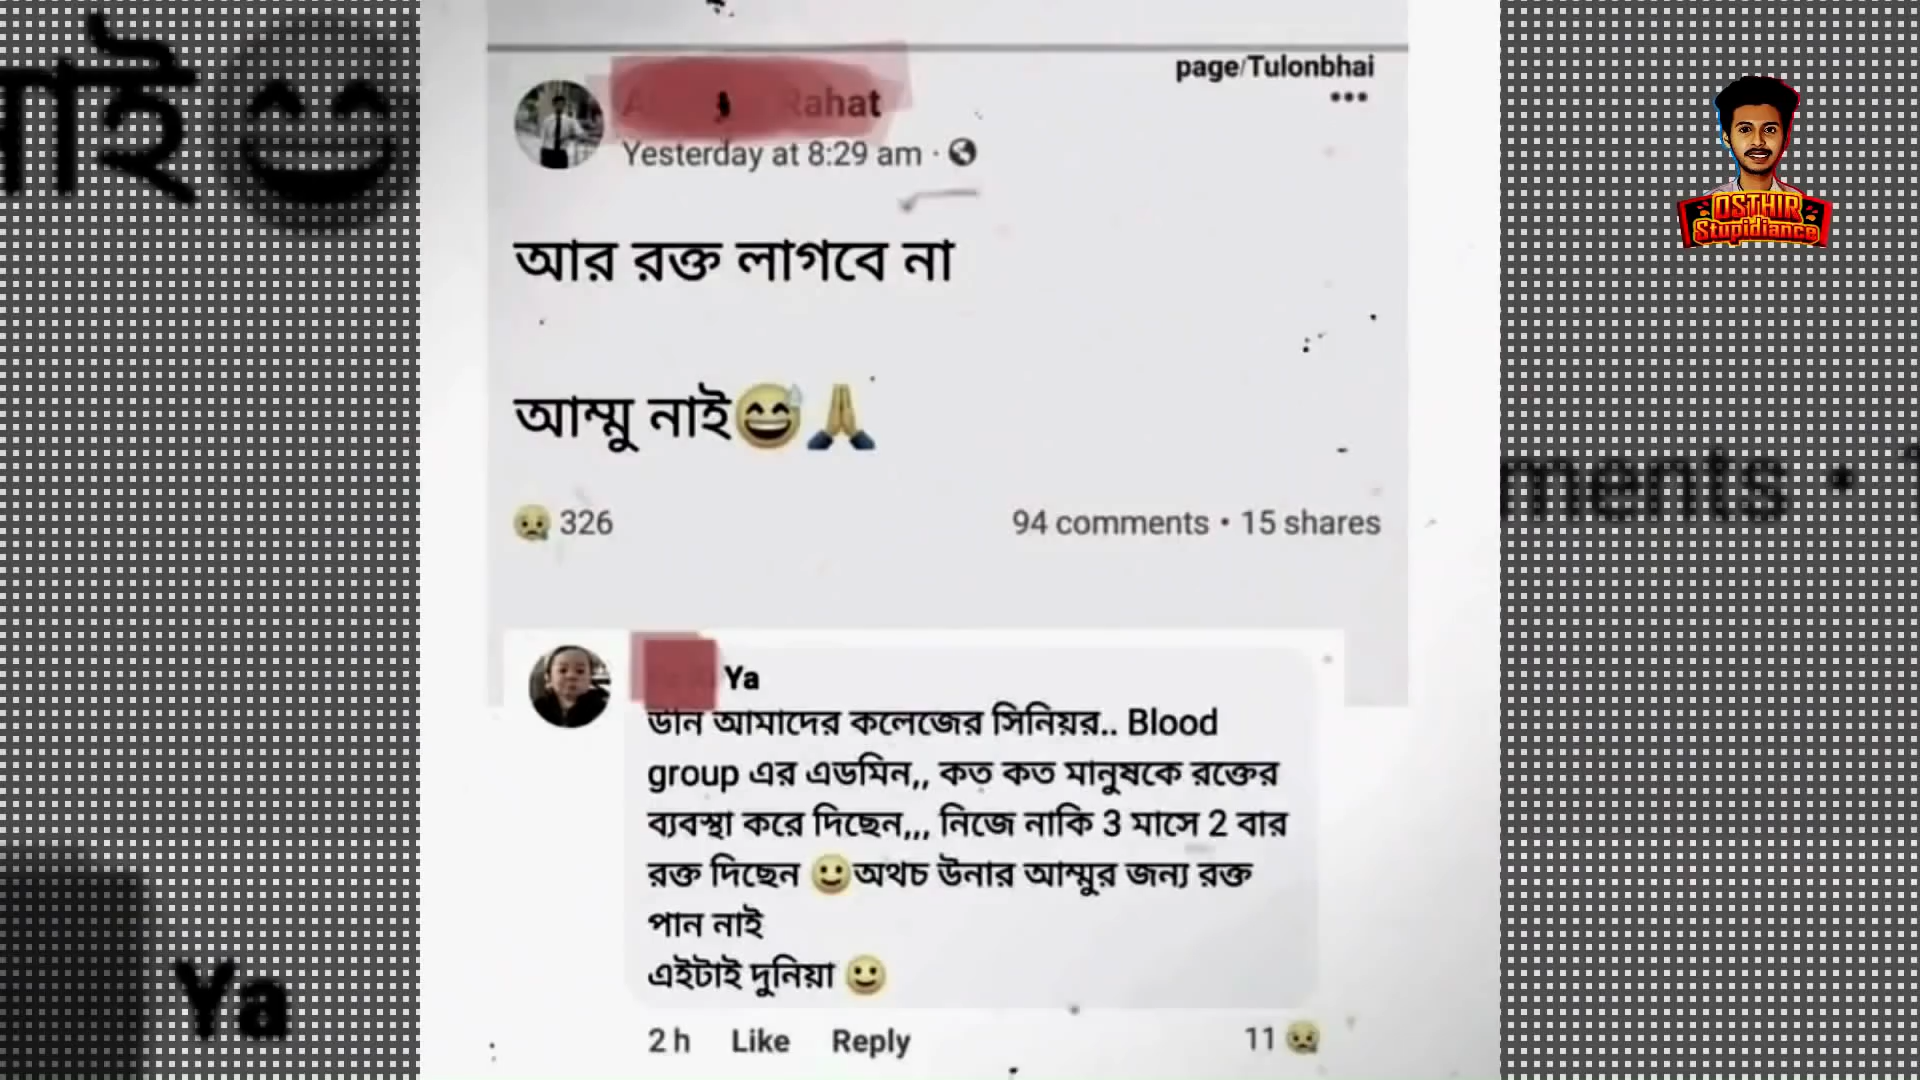 page/Tulonbhai
Rahat
Yesterday at 8:29 am ·
আর রক্ত লাগবে না
আম্মু নাই😅🙏
326
94 comments • 15 shares
Ya
উনি আমাদের কলেজের সিনিয়র.. Blood
group এর এডমিন,, কত কত মানুষকে রক্তের
ব্যবস্থা করে দিছেন,,, নিজে নাকি 3 মাসে 2 বার
রক্ত দিছেন 🙂অথচ উনার আম্মুর জন্য রক্ত
পান নাই
এইটাই দুনিয়া 🙂
2 h Like Reply 11
OSTHIR
Stupidiance
ments •
Ya